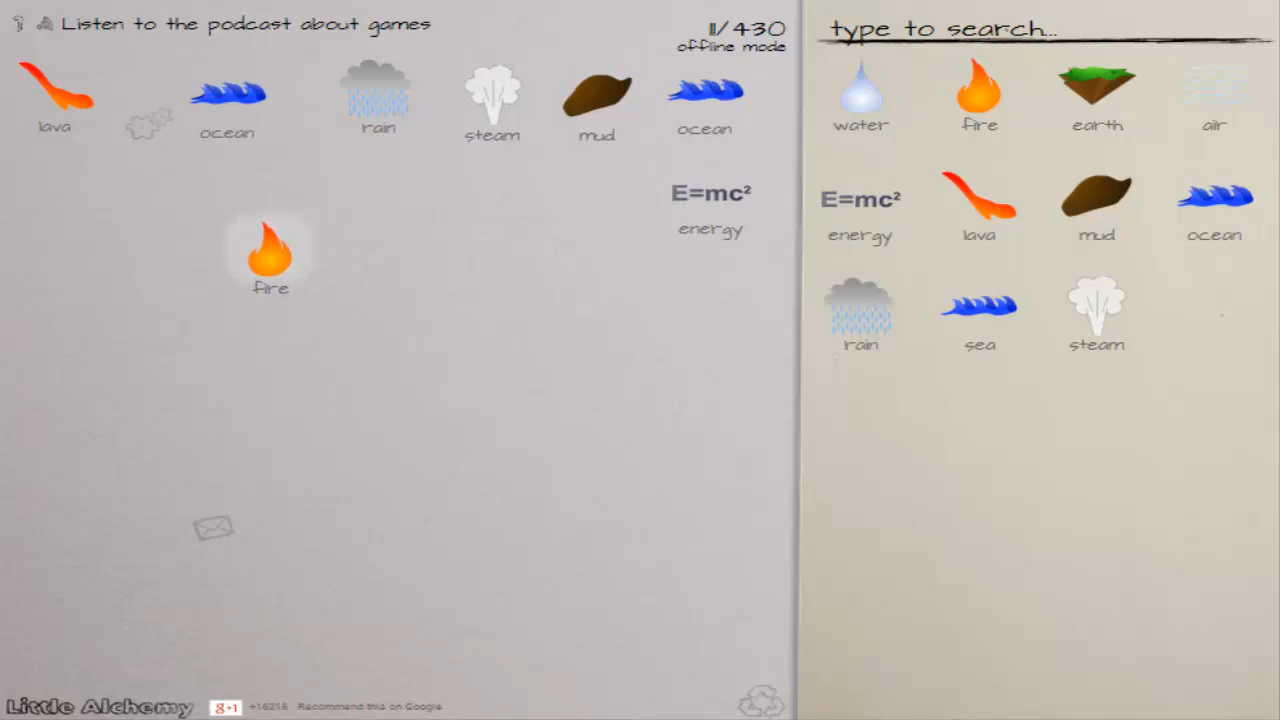 Listen to the podcast about games
11/430
offline mode
type to search...
lava
ocean
rain
steam
mud
ocean
water
fire
earth
air
E=mc²
energy
E=mc²
energy
lava
mud
ocean
fire
rain
sea
steam
Little Alchemy
g+1
+16216
Recommend this on Google